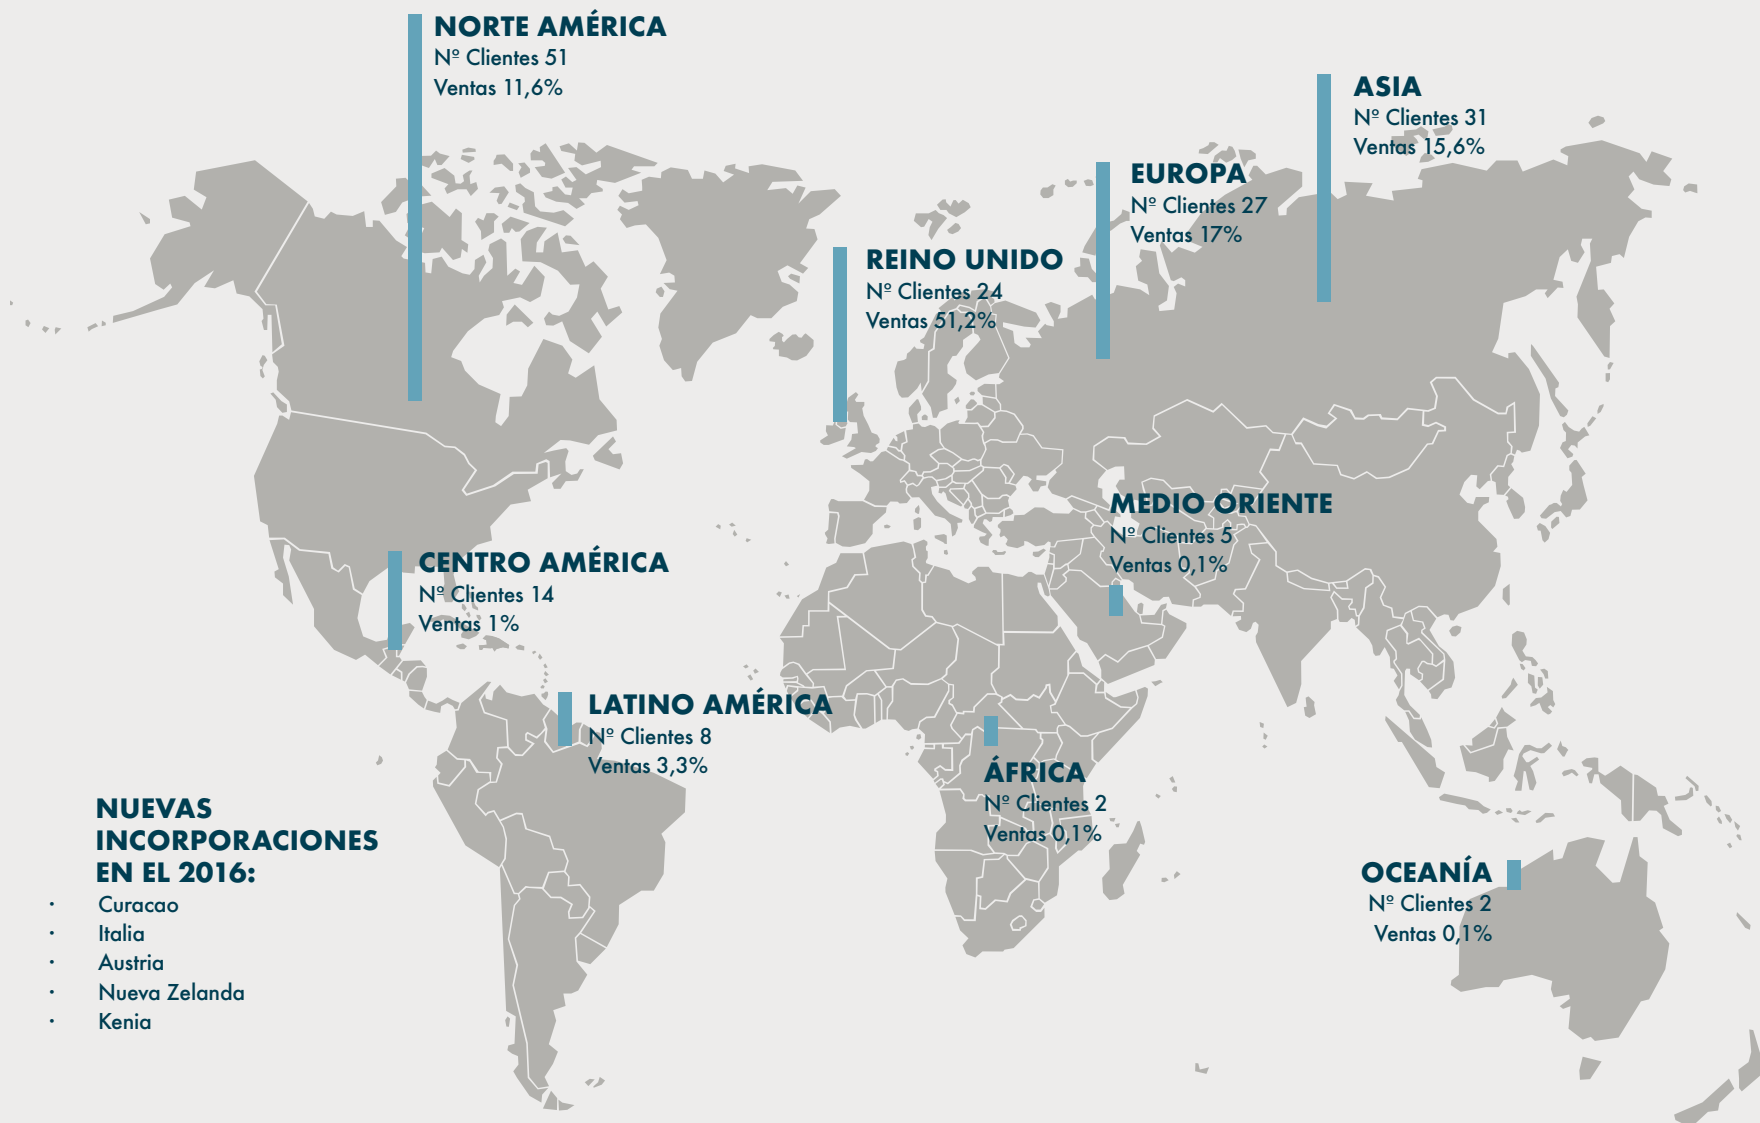 NORTE AMÉRICA
Nº Clientes 51
Ventas 11,6%
ASIA
Nº Clientes 31
Ventas 15,6%
EUROPA
Nº Clientes 27
Ventas 17%
REINO UNIDO
Nº Clientes 24
Ventas 51,2%
MEDIO ORIENTE
Nº Clientes 5
Ventas 0,1%
CENTRO AMÉRICA
Nº Clientes 14
Ventas 1%
LATINO AMÉRICA
Nº Clientes 8
Ventas 3,3%
ÁFRICA
Nº Clientes 2
Ventas 0,1%
OCEANÍA
Nº Clientes 2
Ventas 0,1%
NUEVAS
INCORPORACIONES
EN EL 2016:
· Curacao
· Italia
· Austria
· Nueva Zelanda
· Kenia